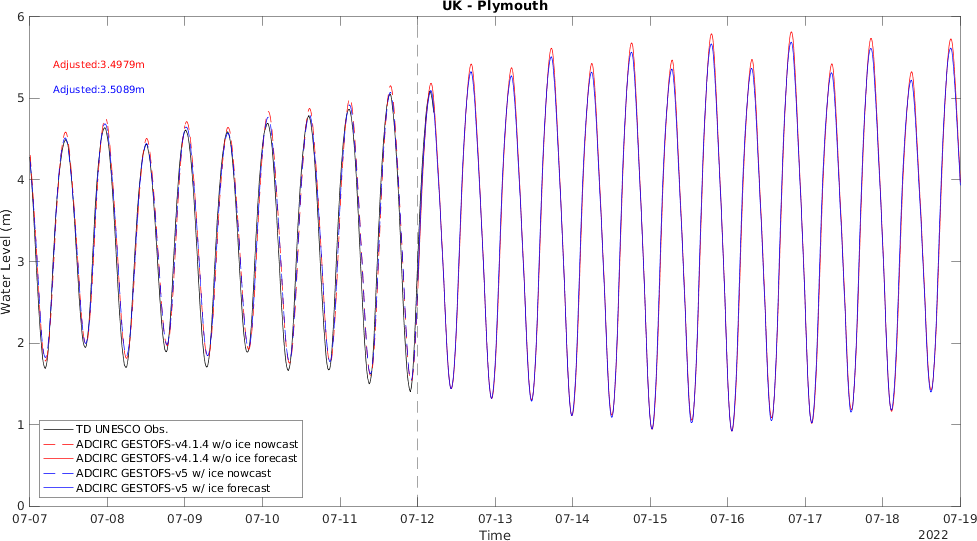 UK - Plymouth
6
Adjusted:3.4979m
Adjusted:3.5089m
5
4
3
2
1
0
Water Level (m)
TD UNESCO Obs.
ADCIRC GESTOFS-v4.1.4 w/o ice nowcast
ADCIRC GESTOFS-v4.1.4 w/o ice forecast
ADCIRC GESTOFS-v5 w/ ice nowcast
ADCIRC GESTOFS-v5 w/ ice forecast
07-07 07-08 07-09 07-10 07-11 07-12 07-13 07-14 07-15 07-16 07-17 07-18 07-19
Time
2022